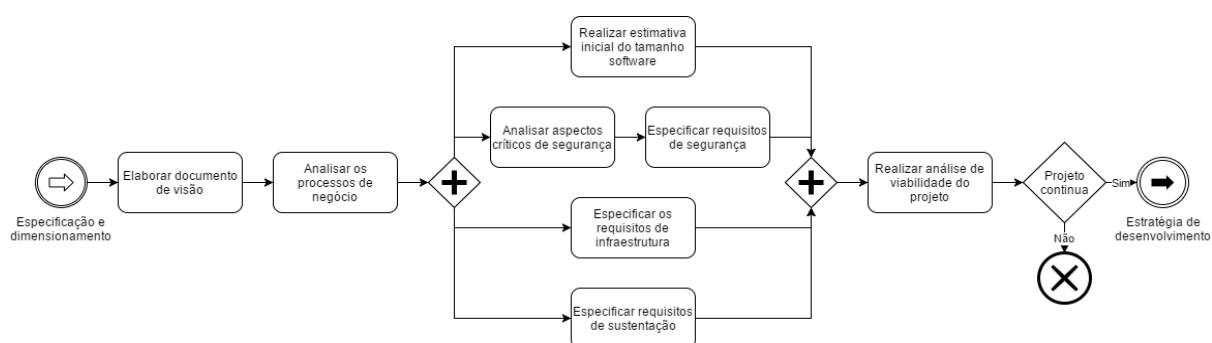 Especificação e
dimensionamento
Elaborar documento
de visão
Analisar os
processos de
negócio
Realizar estimativa
inicial do tamanho
software
Analisar aspectos
críticos de segurança
Especificar requisitos
de segurança
Especificar os
requisitos de
infraestrutura
Especificar requisitos
de sustentação
Realizar análise de
viabilidade do
projeto
Projeto
continua
Sim
Não
Estratégia de
desenvolvimento